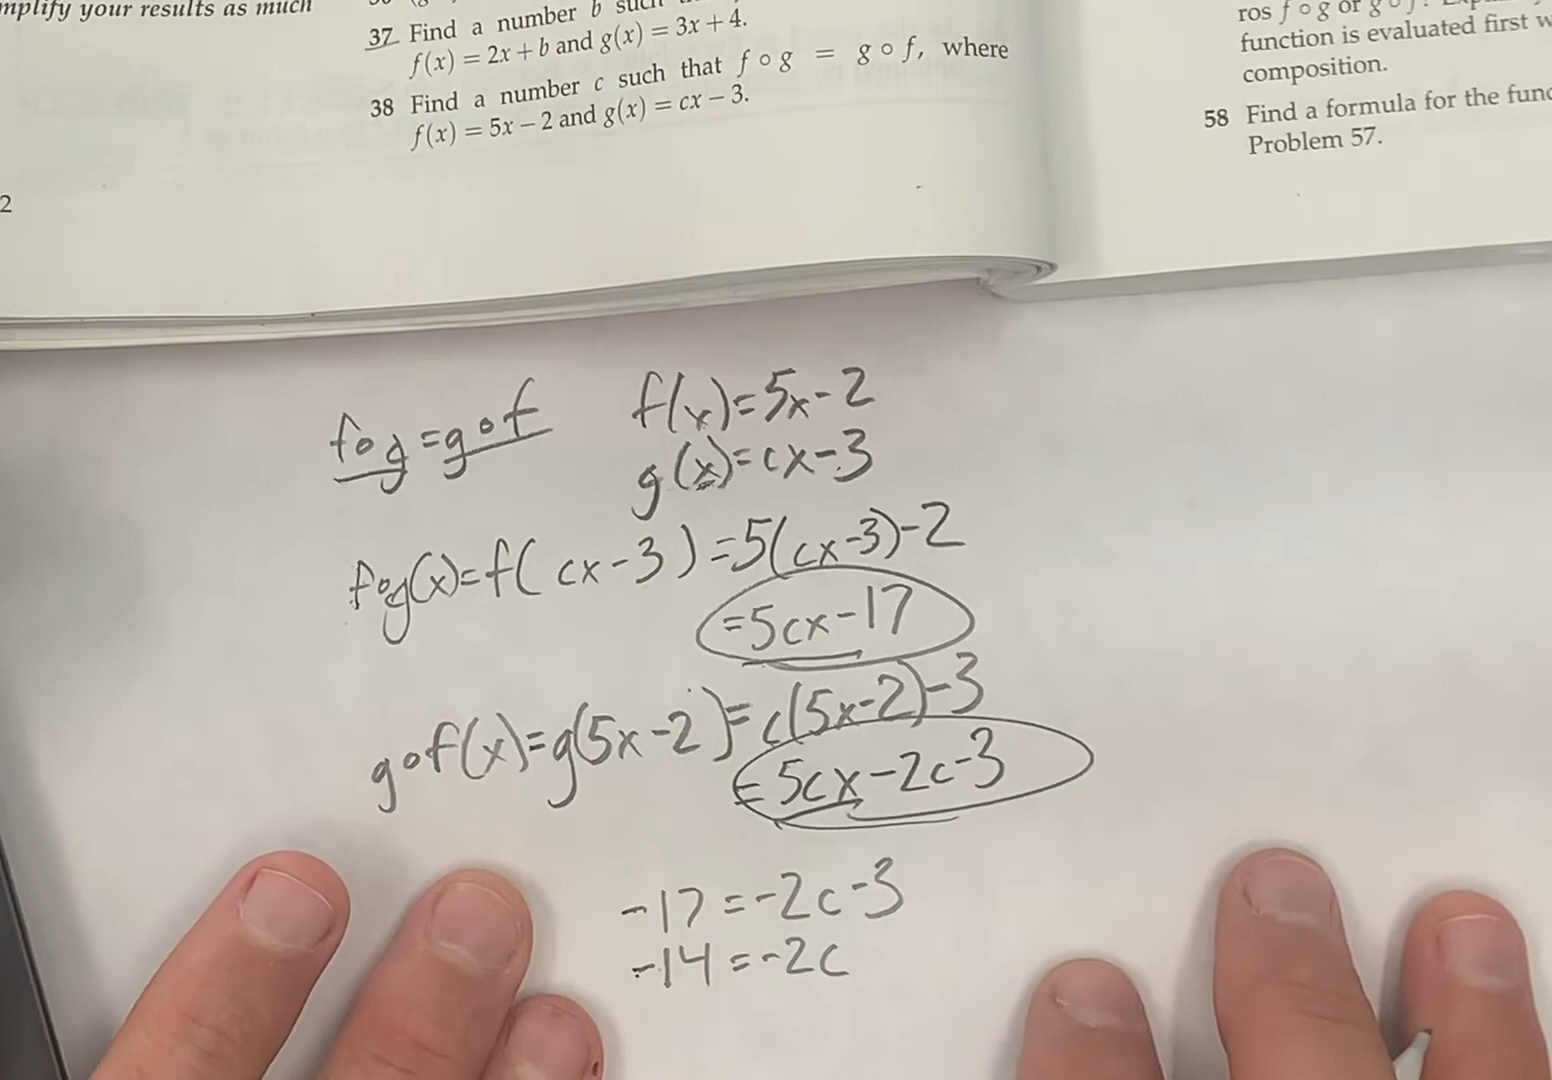 mplify your results as much
37 Find a number b such
f(x) = 2x + b and g(x) = 3x + 4.
38 Find a number c such that f ∘ g = g ∘ f, where
f(x) = 5x − 2 and g(x) = cx − 3.
2
ros f ∘ g or g ∘ f?
function is evaluated first w
composition.
58 Find a formula for the func
Problem 57.
f∘g=g∘f
f(x)=5x-2
g(x)=cx-3
f∘g(x)=f(cx-3)=5(cx-3)-2
=5cx-17
g∘f(x)=g(5x-2)=c(5x-2)-3
=5cx-2c-3
-17=-2c-3
-14=-2c